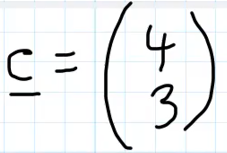 c = (4
3)